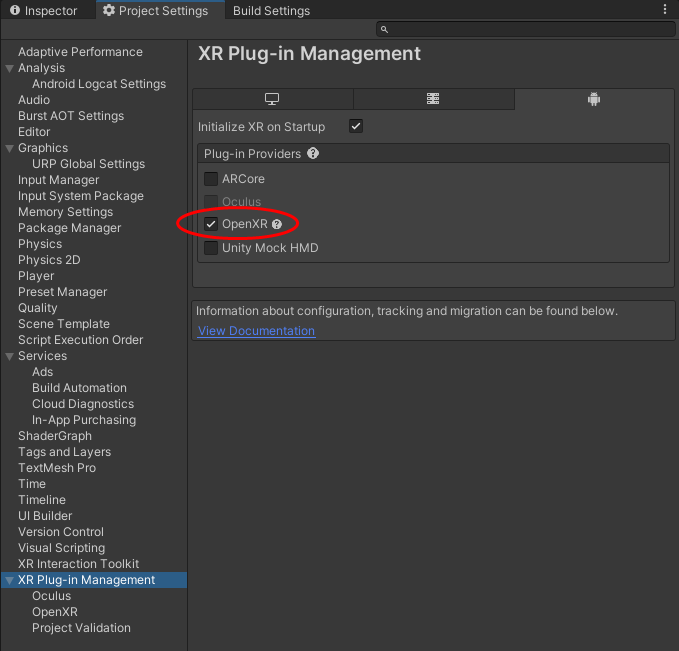 Inspector
Project Settings
Build Settings
Adaptive Performance
Analysis
Android Logcat Settings
Audio
Burst AOT Settings
Editor
Graphics
URP Global Settings
Input Manager
Input System Package
Memory Settings
Package Manager
Physics
Physics 2D
Player
Preset Manager
Quality
Scene Template
Script Execution Order
Services
Ads
Build Automation
Cloud Diagnostics
In-App Purchasing
ShaderGraph
Tags and Layers
TextMesh Pro
Time
Timeline
UI Builder
Version Control
Visual Scripting
XR Interaction Toolkit
XR Plug-in Management
Oculus
OpenXR
Project Validation
XR Plug-in Management
Initialize XR on Startup
Plug-in Providers
ARCore
Oculus
OpenXR
Unity Mock HMD
Information about configuration, tracking and migration can be found below.
View Documentation